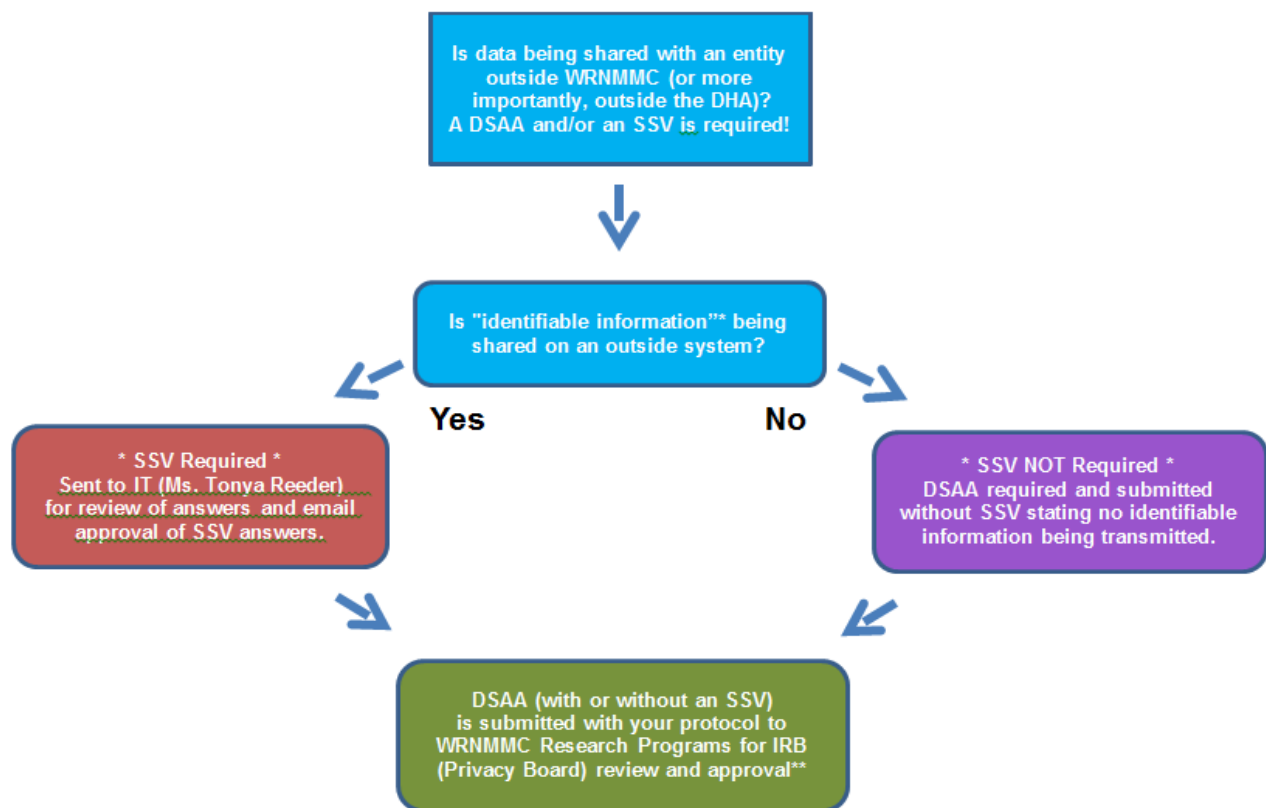 Is data being shared with an entity
outside WRNMMC (or more
importantly, outside the DHA)?
A DSAA and/or an SSV is required!
Is "identifiable information”* being
shared on an outside system?
Yes
No
* SSV Required *
Sent to IT (Ms. Tonya Reeder)
for review of answers and email
approval of SSV answers.
* SSV NOT Required *
DSAA required and submitted
without SSV stating no identifiable
information being transmitted.
DSAA (with or without an SSV)
is submitted with your protocol to
WRNMMC Research Programs for IRB
(Privacy Board) review and approval**